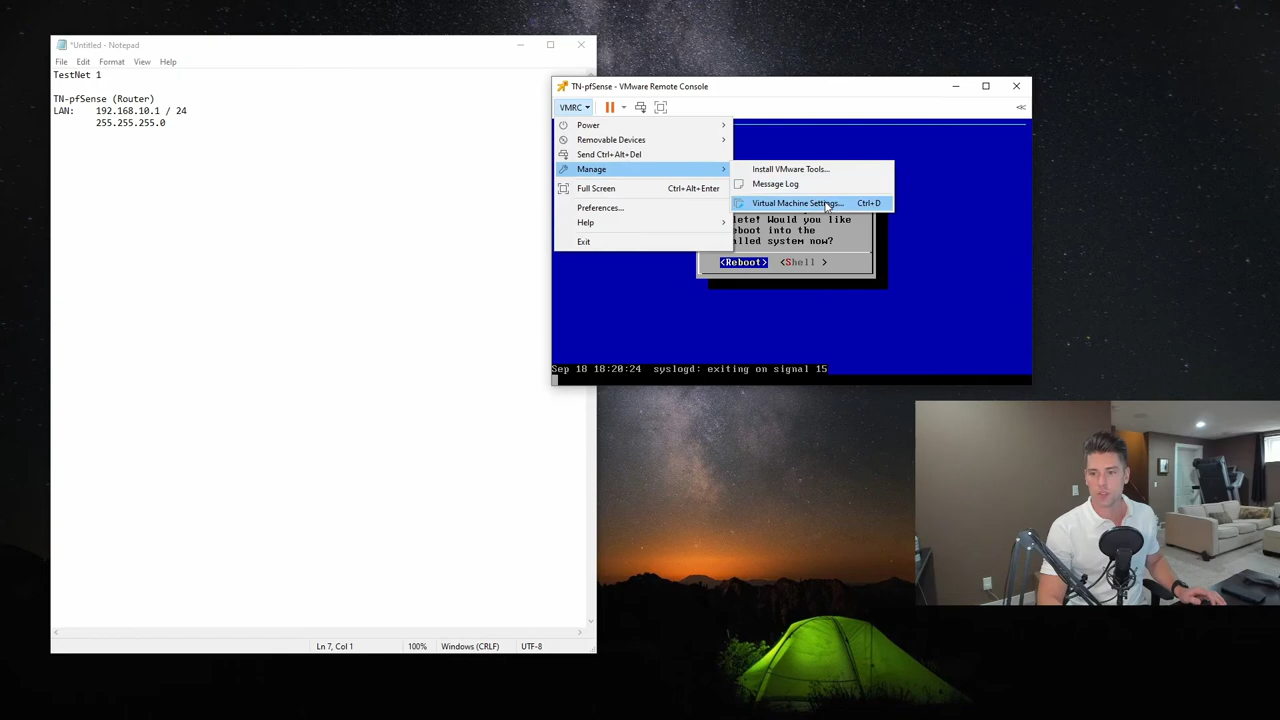 *Untitled - Notepad
File Edit Format View Help
TestNet 1
TN-pfSense (Router)
LAN: 192.168.10.1 / 24
255.255.255.0
Ln 7, Col 1 100% Windows (CRLF) UTF-8
TN-pfSense - VMware Remote Console
VMRC
Power
Removable Devices
Send Ctrl+Alt+Del
Manage
Full Screen Ctrl+Alt+Enter
Preferences...
Help
Exit
Install VMware Tools...
Message Log
Virtual Machine Settings... Ctrl+D
lete! Would you like
eboot into the
alled system now?
<Reboot> <Shell >
Sep 18 18:20:24 syslogd: exiting on signal 15